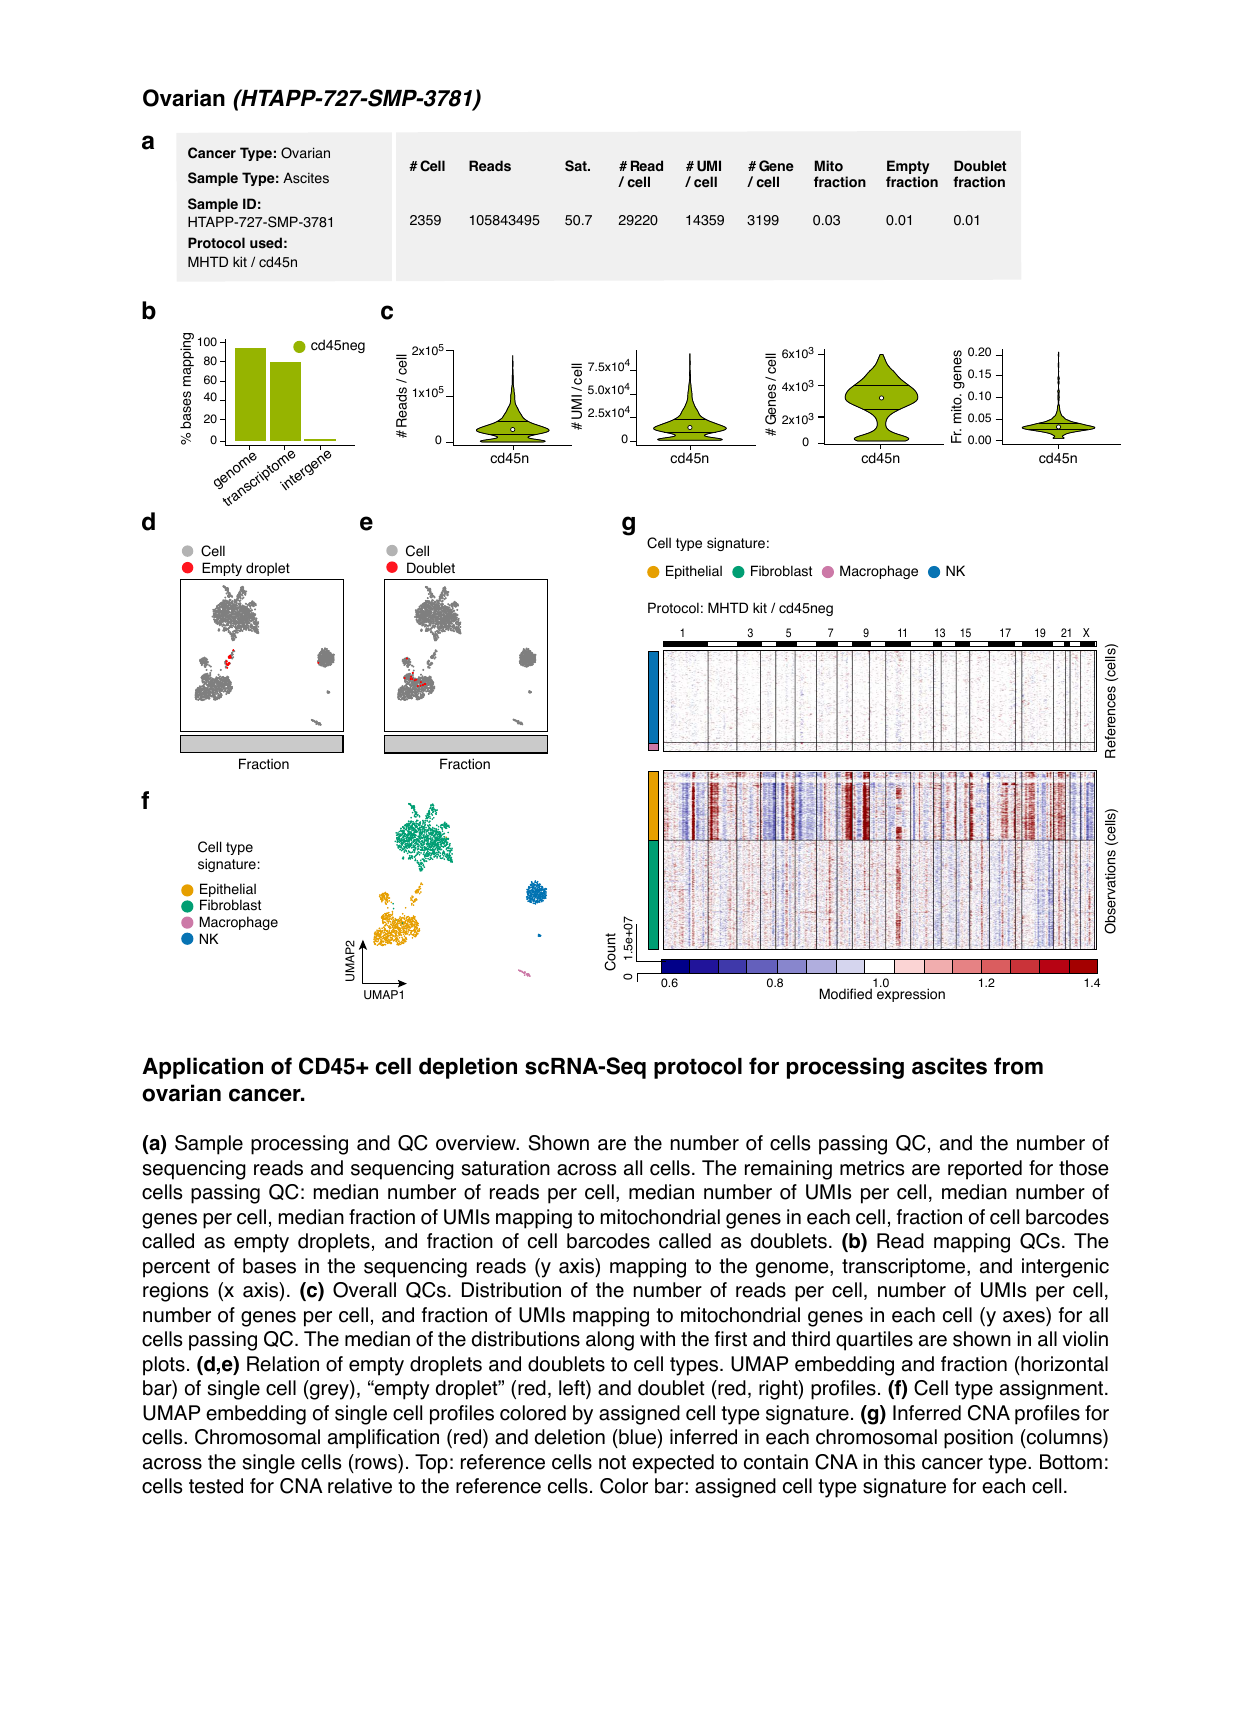 Ovarian (HTAPP-727-SMP-3781)
a
Cancer Type: Ovarian
Sample Type: Ascites
Sample ID:
HTAPP-727-SMP-3781
Protocol used:
MHTD kit / cd45n
# Cell Reads Sat. # Read / cell # UMI / cell # Gene / cell Mito fraction Empty fraction Doublet fraction
2359 105843495 50.7 29220 14359 3199 0.03 0.01 0.01
b
% bases mapping
100
80
60
40
20
0
cd45neg
genome
transcriptome
intergene
c
# Reads / cell
2x10⁵
1x10⁵
0
cd45n
# UMI / cell
7.5x10⁴
5.0x10⁴
2.5x10⁴
0
cd45n
# Genes / cell
6x10³
4x10³
2x10³
0
cd45n
Fr. mito. genes
0.20
0.15
0.10
0.05
0.00
cd45n
d
Cell
Empty droplet
Fraction
e
Cell
Doublet
Fraction
f
Cell type
signature:
Epithelial
Fibroblast
Macrophage
NK
UMAP2
UMAP1
g
Cell type signature:
Epithelial Fibroblast Macrophage NK
Protocol: MHTD kit / cd45neg
1 3 5 7 9 11 13 15 17 19 21 X
References (cells)
Observations (cells)
Count
0 1.5e+07
0.6 0.8 1.0 1.2 1.4
Modified expression
Application of CD45+ cell depletion scRNA-Seq protocol for processing ascites from
ovarian cancer.
(a) Sample processing and QC overview. Shown are the number of cells passing QC, and the number of
sequencing reads and sequencing saturation across all cells. The remaining metrics are reported for those
cells passing QC: median number of reads per cell, median number of UMIs per cell, median number of
genes per cell, median fraction of UMIs mapping to mitochondrial genes in each cell, fraction of cell barcodes
called as empty droplets, and fraction of cell barcodes called as doublets. (b) Read mapping QCs. The
percent of bases in the sequencing reads (y axis) mapping to the genome, transcriptome, and intergenic
regions (x axis). (c) Overall QCs. Distribution of the number of reads per cell, number of UMIs per cell,
number of genes per cell, and fraction of UMIs mapping to mitochondrial genes in each cell (y axes) for all
cells passing QC. The median of the distributions along with the first and third quartiles are shown in all violin
plots. (d,e) Relation of empty droplets and doublets to cell types. UMAP embedding and fraction (horizontal
bar) of single cell (grey), “empty droplet” (red, left) and doublet (red, right) profiles. (f) Cell type assignment.
UMAP embedding of single cell profiles colored by assigned cell type signature. (g) Inferred CNA profiles for
cells. Chromosomal amplification (red) and deletion (blue) inferred in each chromosomal position (columns)
across the single cells (rows). Top: reference cells not expected to contain CNA in this cancer type. Bottom:
cells tested for CNA relative to the reference cells. Color bar: assigned cell type signature for each cell.